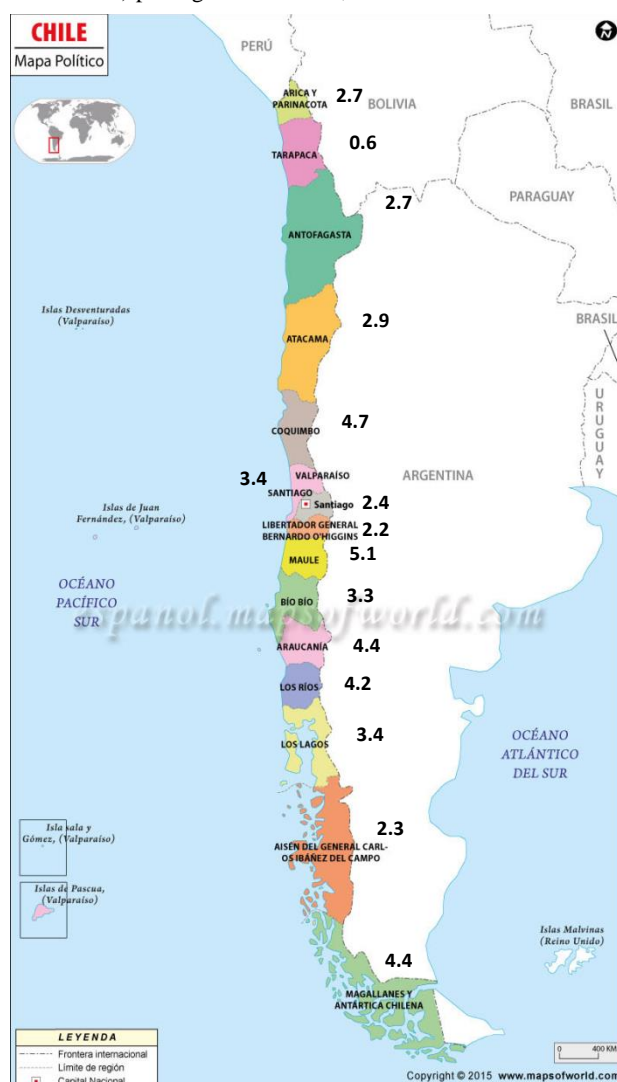 CHILE
Mapa Político
PERÚ
ARICA Y
PARINACOTA
2.7
BOLIVIA
BRASIL
TARAPACA
0.6
PARAGUAY
2.7
ANTOFAGASTA
Islas Desventuradas
(Valparaíso)
2.9
BRASIL
ATACAMA
URUGUAY
4.7
COQUIMBO
3.4
VALPARAÍSO
ARGENTINA
SANTIAGO
Santiago
2.4
Islas de Juan
Fernández, (Valparaíso)
LIBERTADOR GENERAL
BERNARDO O'HIGGINS
2.2
MAULE
5.1
OCÉANO
PACÍFICO
SUR
BÍO BÍO
3.3
espanol.mapsofworld.com
ARAUCANÍA
4.4
LOS RÍOS
4.2
LOS LAGOS
3.4
OCÉANO
ATLÁNTICO
DEL SUR
2.3
Isla sala y
Gómez, (Valparaíso)
AISÉN DEL GENERAL CARL-
OS IBÁÑEZ DEL CAMPO
Islas de Pascua,
(Valparaíso)
Islas Malvinas
(Reino Unido)
4.4
MAGALLANES Y
ANTÁRTICA CHILENA
LEYENDA
Frontera internacional
Límite de región
Capital Nacional
0 400 KM
Copyright © 2015 www.mapsofworld.com